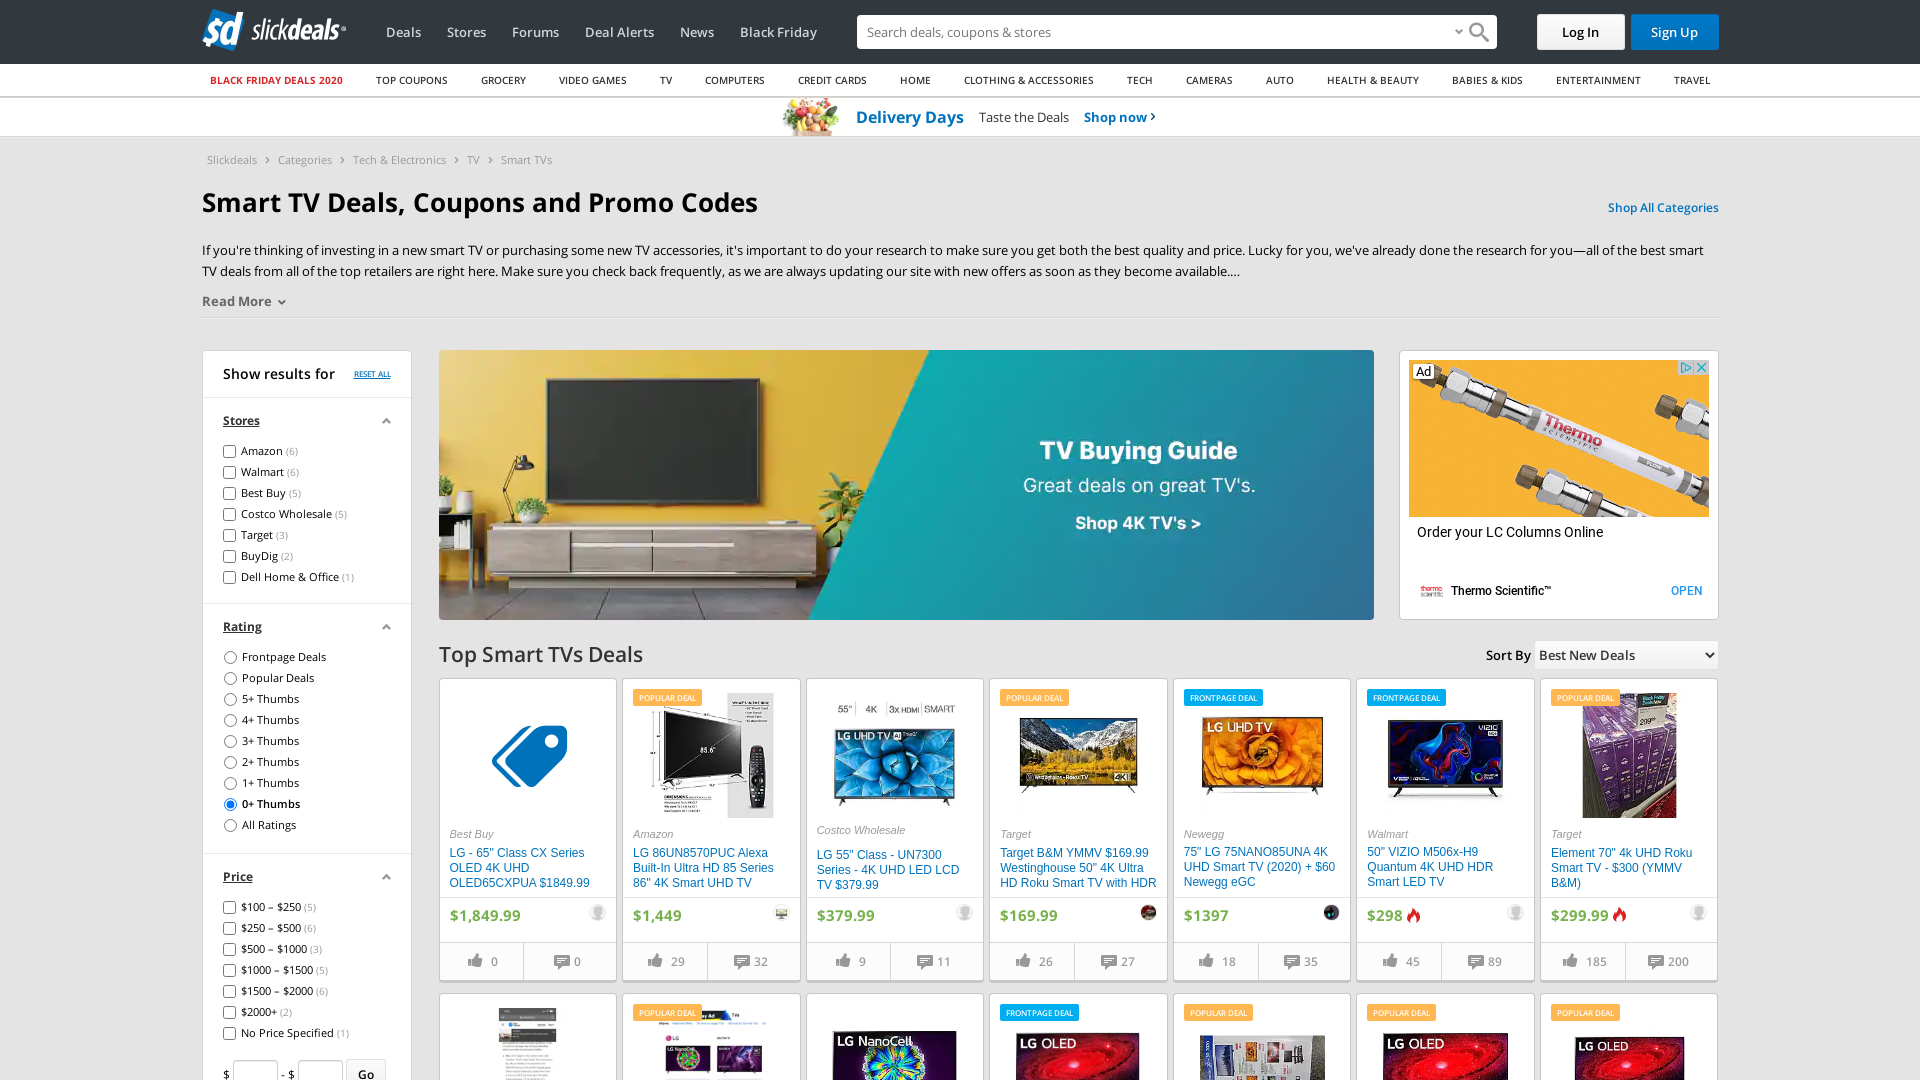 slickdeals
Deals
Stores
Forums
Deal Alerts
News
Black Friday
Search deals, coupons & stores
Log In
Sign Up
BLACK FRIDAY DEALS 2020
TOP COUPONS
GROCERY
VIDEO GAMES
TV
COMPUTERS
CREDIT CARDS
HOME
CLOTHING & ACCESSORIES
TECH
CAMERAS
AUTO
HEALTH & BEAUTY
BABIES & KIDS
ENTERTAINMENT
TRAVEL
Delivery Days Taste the Deals Shop now
Slickdeals > Categories > Tech & Electronics > TV > Smart TVs
Smart TV Deals, Coupons and Promo Codes
Shop All Categories
If you're thinking of investing in a new smart TV or purchasing some new TV accessories, it's important to do your research to make sure you get both the best quality and price. Lucky for you, we've already done the research for you—all of the best smart
TV deals from all of the top retailers are right here. Make sure you check back frequently, as we are always updating our site with new offers as soon as they become available....
Read More
Show results for
RESET ALL
Stores
Amazon (6)
Walmart (6)
Best Buy (5)
Costco Wholesale (5)
Target (3)
BuyDig (2)
Dell Home & Office (1)
Rating
Frontpage Deals
Popular Deals
5+ Thumbs
4+ Thumbs
3+ Thumbs
2+ Thumbs
1+ Thumbs
0+ Thumbs
All Ratings
Price
$100 – $250 (5)
$250 – $500 (6)
$500 – $1000 (3)
$1000 – $1500 (5)
$1500 – $2000 (6)
$2000+ (2)
No Price Specified (1)
$ - $ Go
TV Buying Guide
Great deals on great TV's.
Shop 4K TV's >
Ad
Thermo
SCIENTIFIC
FLOW
Order your LC Columns Online
thermo
scientific
Thermo Scientific™
OPEN
Top Smart TVs Deals
Sort By
Best New Deals
Best Buy
LG - 65" Class CX Series
OLED 4K UHD
OLED65CXPUA $1849.99
$1,849.99
0
0
POPULAR DEAL
85.6"
Amazon
LG 86UN8570PUC Alexa
Built-In Ultra HD 85 Series
86" 4K Smart UHD TV
$1,449
29
32
55" 4K 3x HDMI SMART
LG UHD TV AI ThinQ
Costco Wholesale
LG 55" Class - UN7300
Series - 4K UHD LED LCD
TV $379.99
$379.99
9
11
POPULAR DEAL
Westinghouse Roku TV
4K
Target
Target B&M YMMV $169.99
Westinghouse 50" 4K Ultra
HD Roku Smart TV with HDR
$169.99
26
27
FRONTPAGE DEAL
LG UHD TV
Newegg
75" LG 75NANO85UNA 4K
UHD Smart TV (2020) + $60
Newegg eGC
$1397
18
35
FRONTPAGE DEAL
VIZIO
Walmart
50" VIZIO M506x-H9
Quantum 4K UHD HDR
Smart LED TV
$298
45
89
POPULAR DEAL
Target
Element 70" 4k UHD Roku
Smart TV - $300 (YMMV
B&M)
$299.99
185
200
POPULAR DEAL
LG NanoCell
FRONTPAGE DEAL
LG OLED
POPULAR DEAL
POPULAR DEAL
LG OLED
POPULAR DEAL
LG OLED